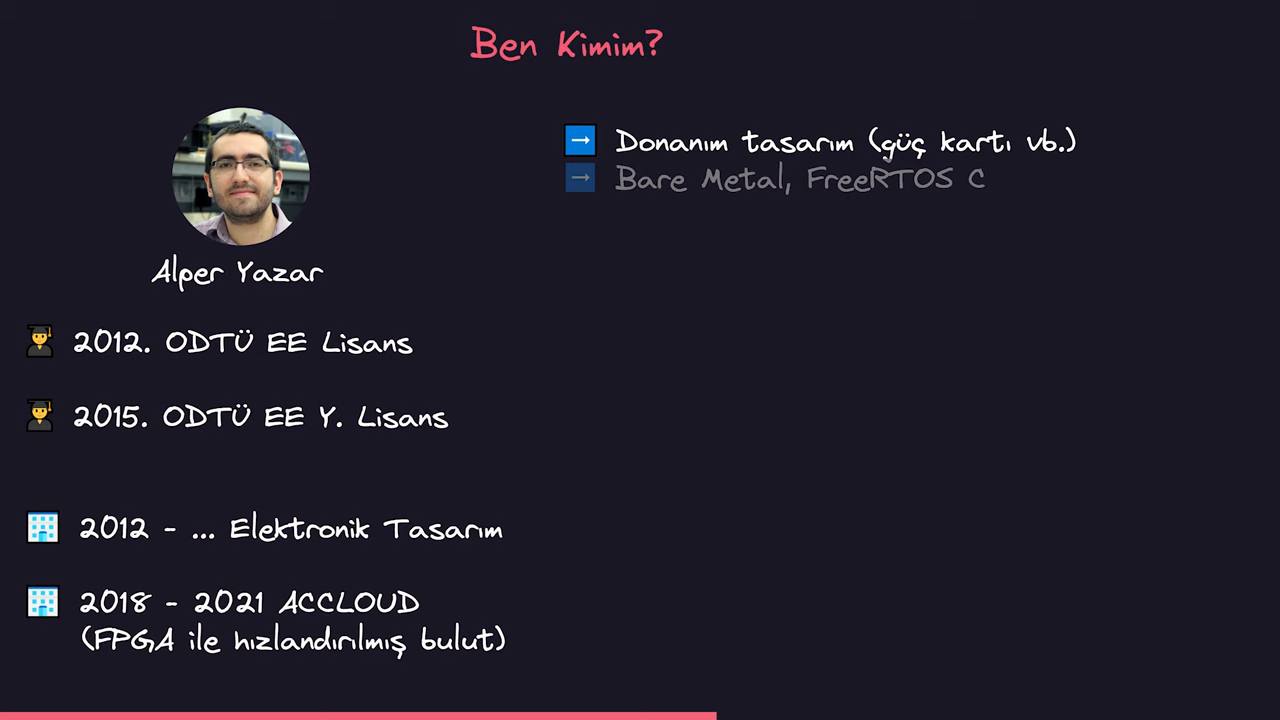 Ben Kimim?
Alper Yazar
2012. ODTÜ EE Lisans
2015. ODTÜ EE Y. Lisans
2012 - ... Elektronik Tasarım
2018 - 2021 ACCLOUD
(FPGA ile hızlandırılmış bulut)
Donanım tasarım (güç kartı vb.)
Bare Metal, FreeRTOS C